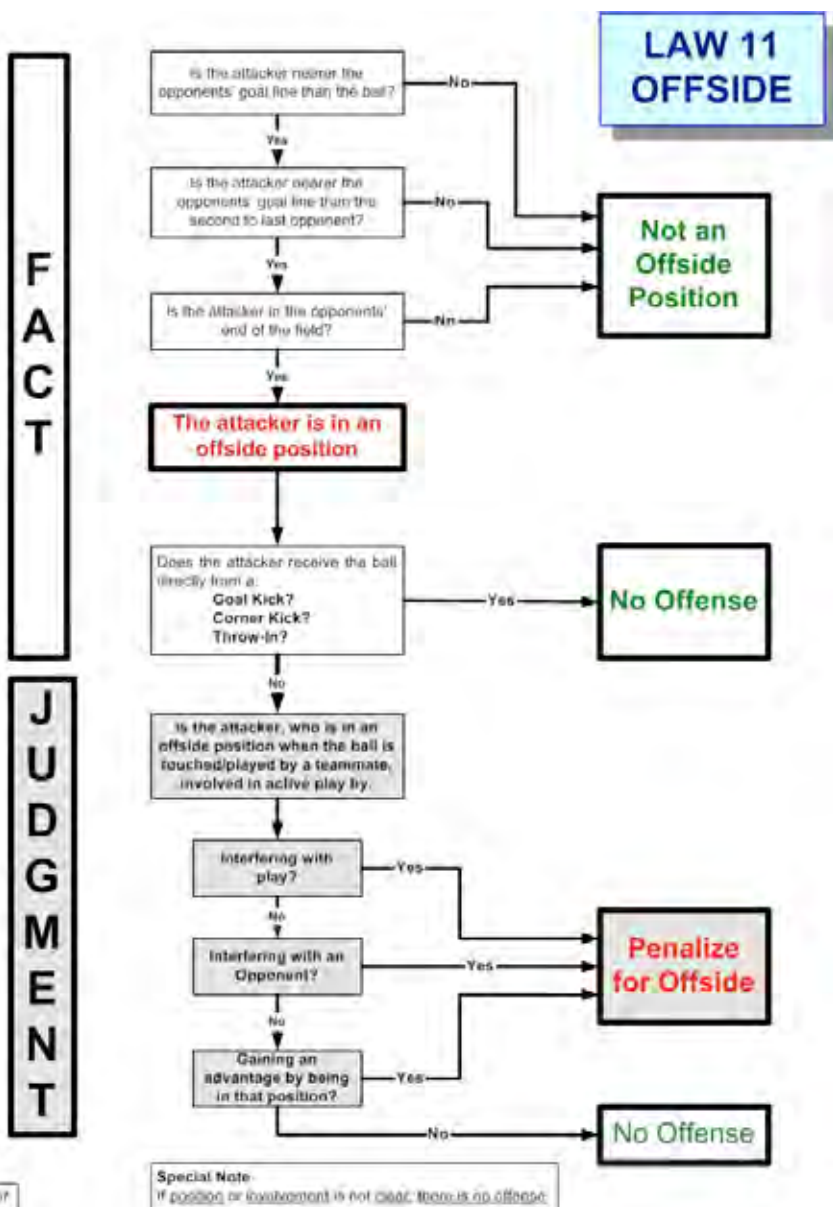 LAW 11
OFFSIDE
FACT
Is the attacker nearer the
opponents' goal line than the ball?
No
Yes
Is the attacker nearer the
opponents' goal line than the
second to last opponent?
No
Yes
Is the attacker in the opponents'
end of the field?
No
Yes
Not an
Offside
Position
The attacker is in an
offside position
Does the attacker receive the ball
directly from a:
Goal Kick?
Corner Kick?
Throw-In?
Yes
No Offense
No
JUDGMENT
Is the attacker, who is in an
offside position when the ball is
touched/played by a teammate,
involved in active play by
Interfering with
play?
Yes
No
Interfering with an
Opponent?
Yes
No
Gaining an
advantage by being
in that position?
Yes
Penalize
for Offside
No
No Offense
Special Note
If position or involvement is not clear, there is no offense